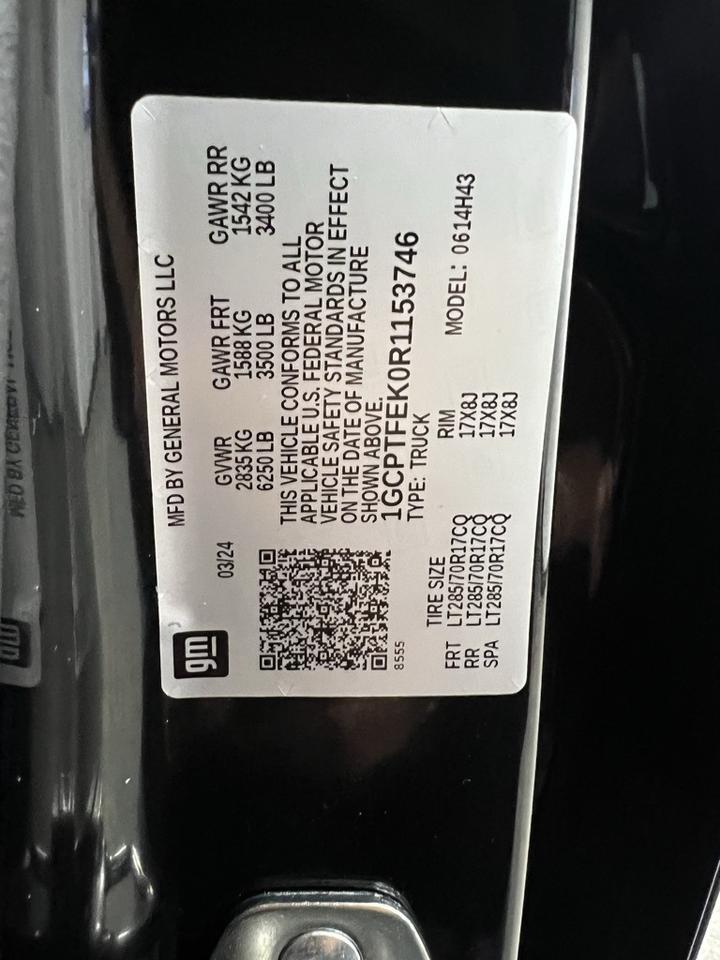 gm
MFD BY GENERAL MOTORS LLC
03/24
GVWR GAWR FRT GAWR RR
2835 KG 1588 KG 1542 KG
6250 LB 3500 LB 3400 LB
THIS VEHICLE CONFORMS TO ALL
APPLICABLE U.S. FEDERAL MOTOR
VEHICLE SAFETY STANDARDS IN EFFECT
ON THE DATE OF MANUFACTURE
SHOWN ABOVE.
8555
1GCPTFEK0R1153746
TYPE: TRUCK
TIRE SIZE RIM MODEL: 0614H43
FRT LT285/70R17CQ 17X8J
RR LT285/70R17CQ 17X8J
SPA LT285/70R17CQ 17X8J